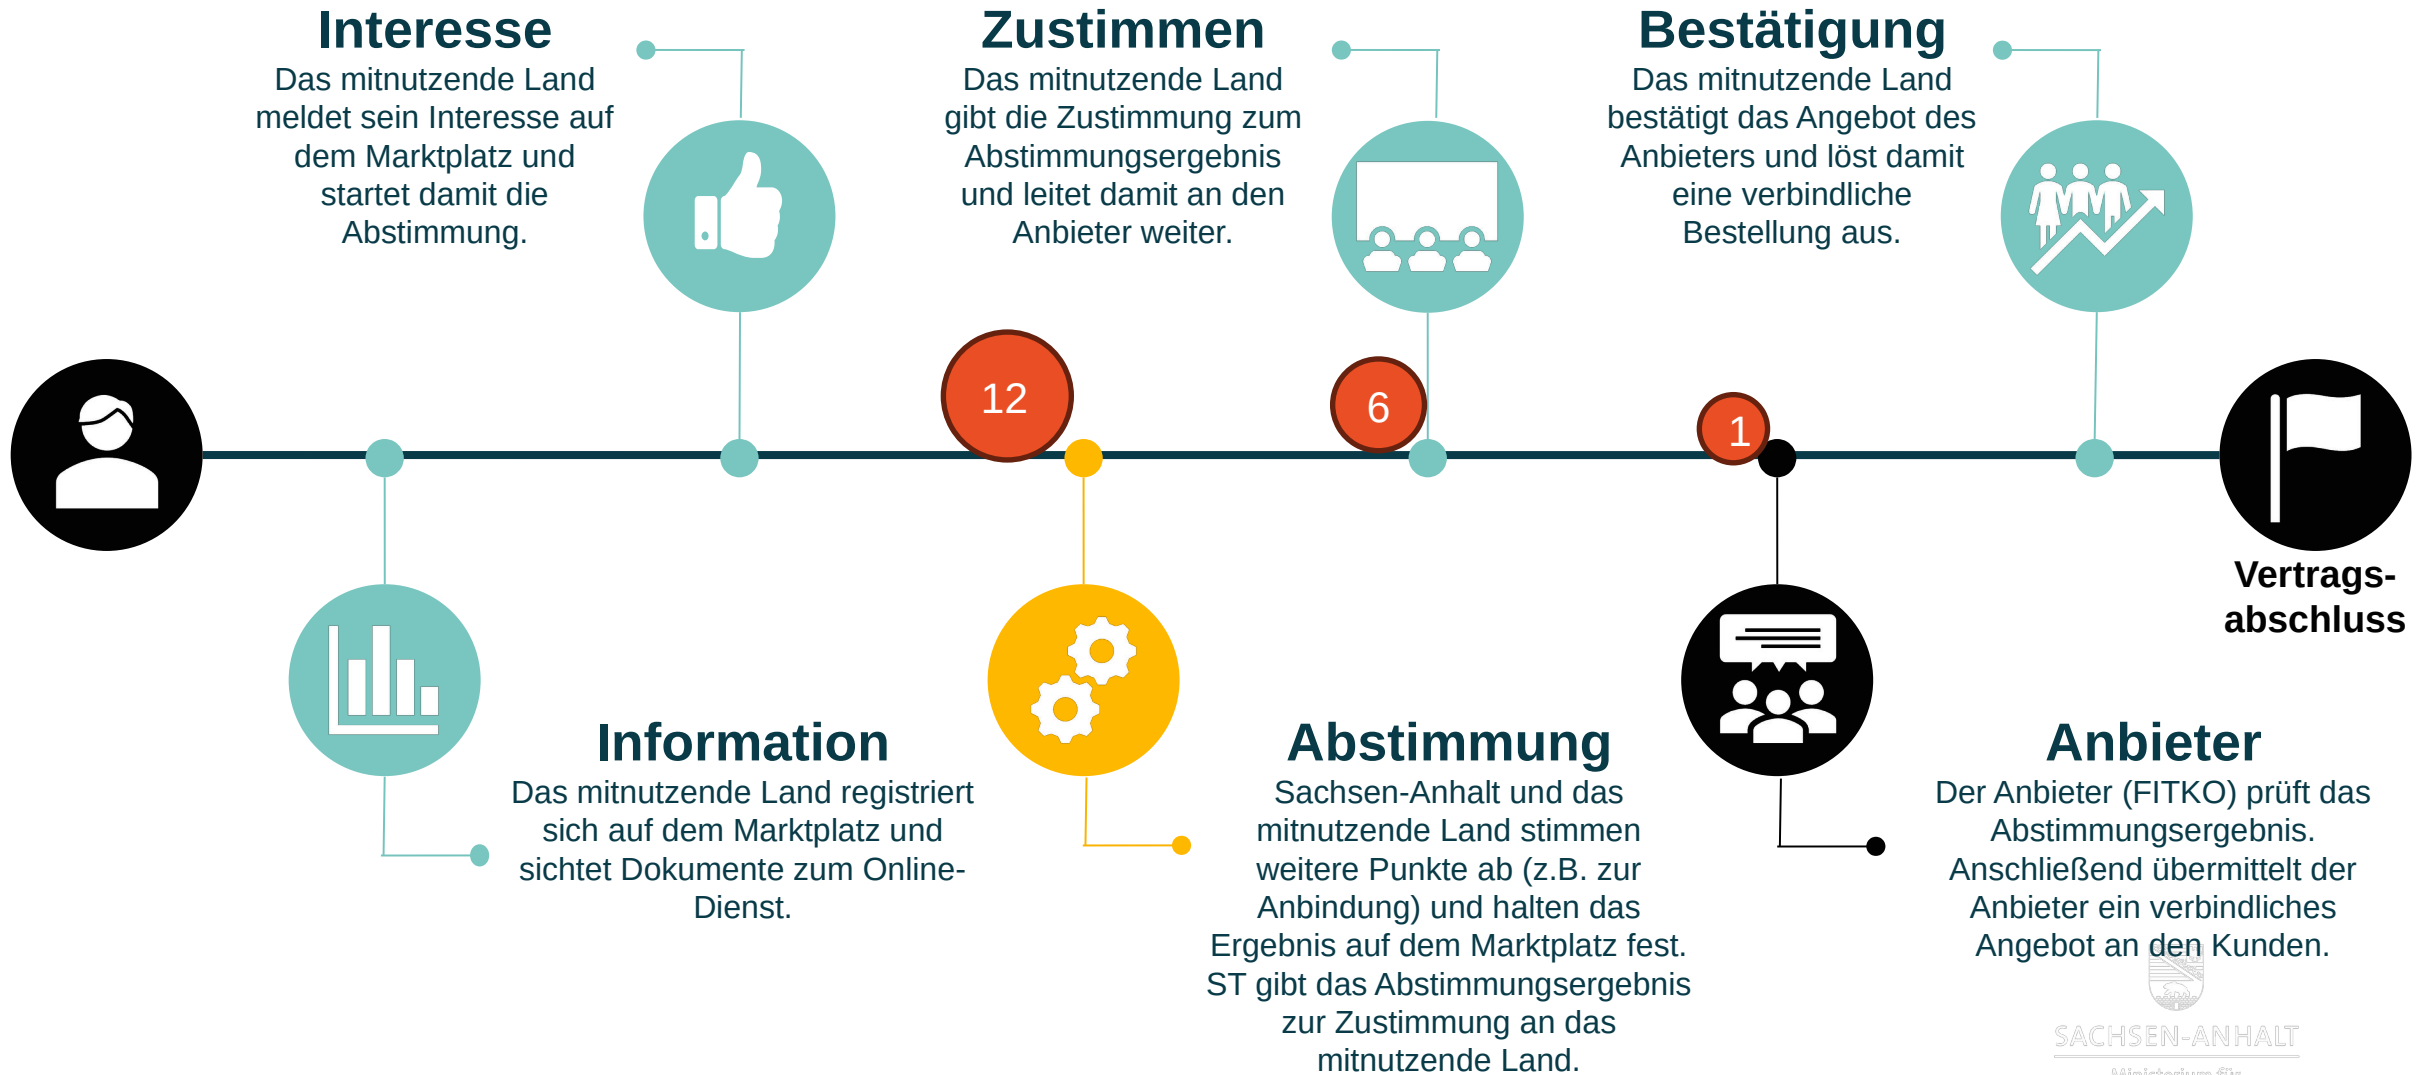 Interesse
Das mitnutzende Land
meldet sein Interesse auf
dem Marktplatz und
startet damit die
Abstimmung.
Zustimmen
Das mitnutzende Land
gibt die Zustimmung zum
Abstimmungsergebnis
und leitet damit an den
Anbieter weiter.
Bestätigung
Das mitnutzende Land
bestätigt das Angebot des
Anbieters und löst damit
eine verbindliche
Bestellung aus.
12
6
1
Vertrags-
abschluss
Information
Das mitnutzende Land registriert
sich auf dem Marktplatz und
sichtet Dokumente zum Online-
Dienst.
Abstimmung
Sachsen-Anhalt und das
mitnutzende Land stimmen
weitere Punkte ab (z.B. zur
Anbindung) und halten das
Ergebnis auf dem Marktplatz fest.
ST gibt das Abstimmungsergebnis
zur Zustimmung an das
mitnutzende Land.
Anbieter
Der Anbieter (FITKO) prüft das
Abstimmungsergebnis.
Anschließend übermittelt der
Anbieter ein verbindliches
Angebot an den Kunden.
SACHSEN-ANHALT
Ministerium für